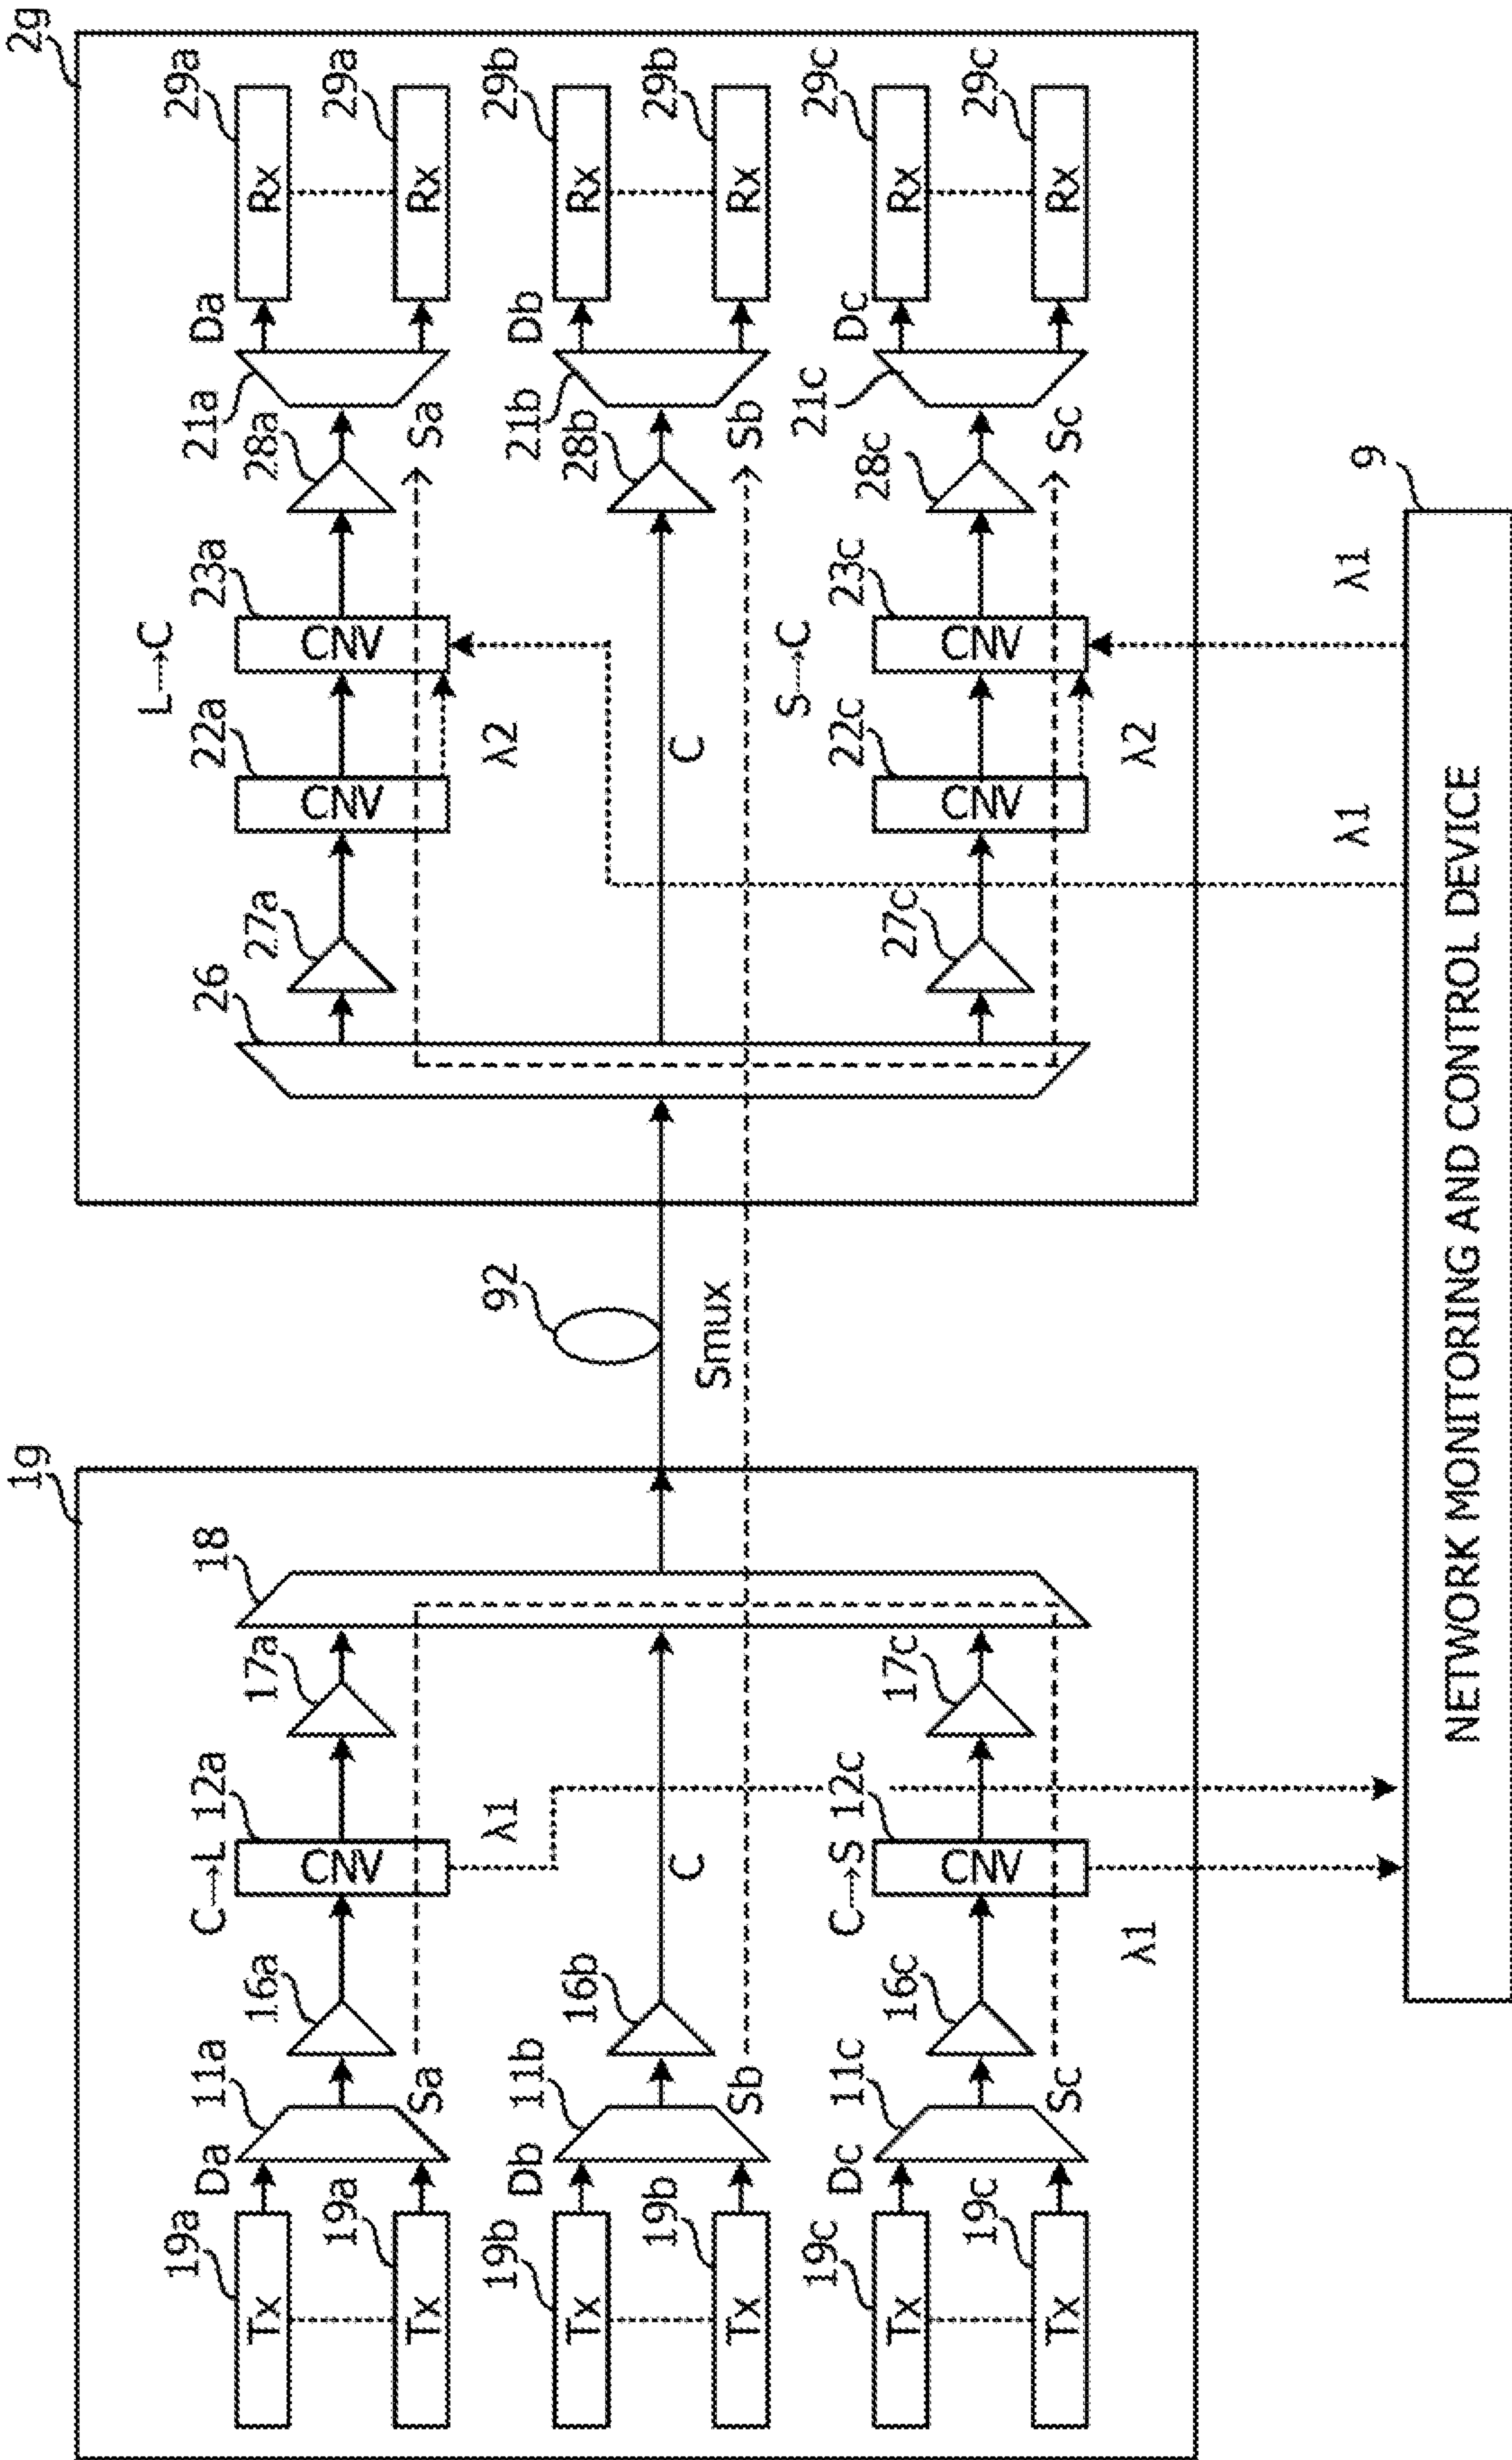 1g
19a
Tx
Da
11a
16a
C→L
12a
CNV
17a
18
19a
Tx
Sa
λ1
19b
Tx
Db
11b
16b
C
19b
Tx
Sb
19c
Tx
Dc
11c
16c
C→S
12c
CNV
17c
19c
Tx
Sc
λ1
92
Smux
2g
26
27a
22a
CNV
L→C
23a
CNV
28a
21a
Da
29a
Rx
λ2
Sa
29a
Rx
C
28b
21b
Db
29b
Rx
Sb
29b
Rx
27c
22c
CNV
S→C
23c
CNV
28c
21c
Dc
29c
Rx
λ2
Sc
29c
Rx
λ1
λ1
9
NETWORK MONITORING AND CONTROL DEVICE